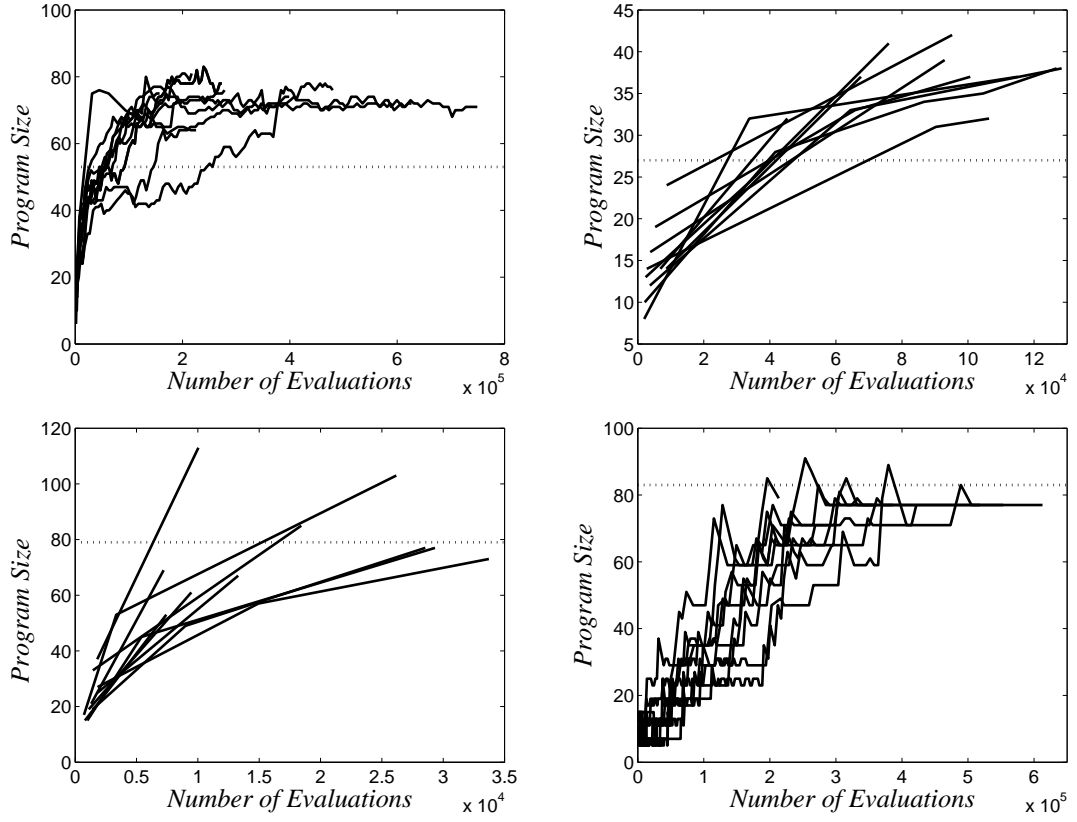 100
80
60
40
20
0
Program Size
0 2 4 6 8
Number of Evaluations
x 10^5
45
40
35
30
25
20
15
10
5
Program Size
0 2 4 6 8 10 12
Number of Evaluations
x 10^4
120
100
80
60
40
20
0
Program Size
0 0.5 1 1.5 2 2.5 3 3.5
Number of Evaluations
x 10^4
100
80
60
40
20
0
Program Size
0 1 2 3 4 5 6
Number of Evaluations
x 10^5